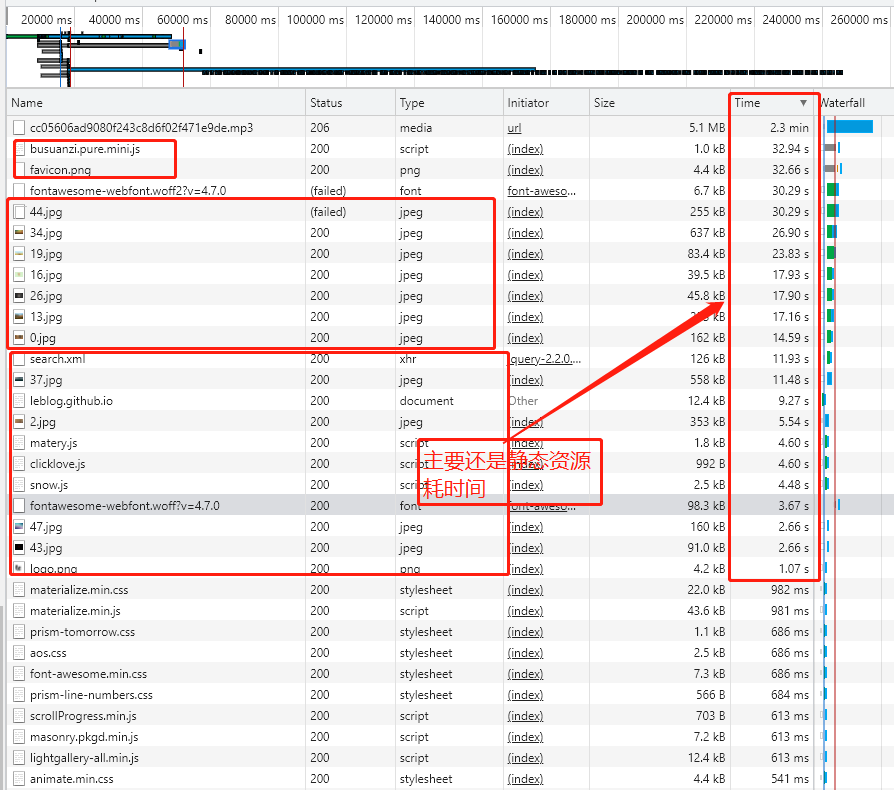 20000 ms 40000 ms 60000 ms 80000 ms 100000 ms 120000 ms 140000 ms 160000 ms 180000 ms 200000 ms 220000 ms 240000 ms 260000 ms
Name Status Type Initiator Size Time ▼ Waterfall
cc05606ad9080f243c8d6f02f471e9de.mp3 206 media url 5.1 MB 2.3 min
busuanzi.pure.mini.js 200 script (index) 1.0 kB 32.94 s
favicon.png 200 png (index) 4.4 kB 32.66 s
fontawesome-webfont.woff2?v=4.7.0 (failed) font font-aweso... 6.7 kB 30.29 s
44.jpg (failed) jpeg (index) 255 kB 30.29 s
34.jpg 200 jpeg (index) 637 kB 26.90 s
19.jpg 200 jpeg (index) 83.4 kB 23.83 s
16.jpg 200 jpeg (index) 39.5 kB 17.93 s
26.jpg 200 jpeg (index) 45.8 kB 17.90 s
13.jpg 200 jpeg (index) kB 17.16 s
0.jpg 200 jpeg (index) 162 kB 14.59 s
search.xml 200 xhr jquery-2.2.0.... 126 kB 11.93 s
37.jpg 200 jpeg (index) 558 kB 11.48 s
leblog.github.io 200 document Other 12.4 kB 9.27 s
2.jpg 200 jpeg (index) 353 kB 5.54 s
matery.js 200 script (index) 1.8 kB 4.60 s
clicklove.js 200 script (index) 992 B 4.60 s
snow.js 200 script (index) 2.5 kB 4.48 s
主要还是静态资源
耗时间
fontawesome-webfont.woff?v=4.7.0 200 font font-aweso... 98.3 kB 3.67 s
47.jpg 200 jpeg (index) 160 kB 2.66 s
43.jpg 200 jpeg (index) 91.0 kB 2.66 s
logo.png 200 png (index) 4.2 kB 1.07 s
materialize.min.css 200 stylesheet (index) 22.0 kB 982 ms
materialize.min.js 200 script (index) 43.6 kB 981 ms
prism-tomorrow.css 200 stylesheet (index) 1.1 kB 686 ms
aos.css 200 stylesheet (index) 2.5 kB 686 ms
font-awesome.min.css 200 stylesheet (index) 7.3 kB 686 ms
prism-line-numbers.css 200 stylesheet (index) 566 B 684 ms
scrollProgress.min.js 200 script (index) 703 B 613 ms
masonry.pkgd.min.js 200 script (index) 7.2 kB 613 ms
lightgallery-all.min.js 200 script (index) 12.4 kB 613 ms
animate.min.css 200 stylesheet (index) 4.4 kB 541 ms